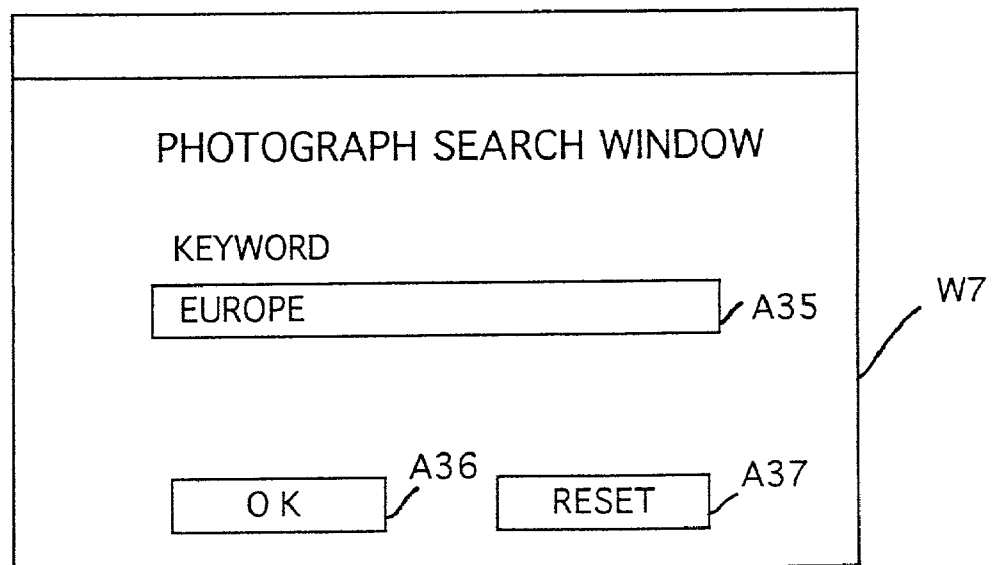 PHOTOGRAPH SEARCH WINDOW
KEYWORD
EUROPE
A35
W7
OK
A36
RESET
A37